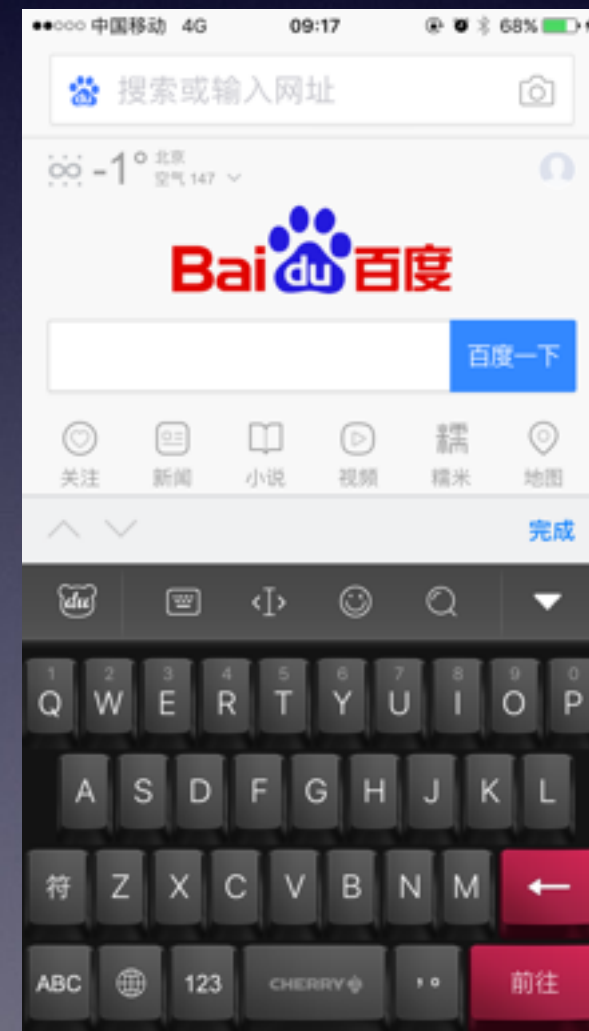 中国移动 4G 09:17 68%
搜索或输入网址
-1° 北京
空气 147
Bai du 百度
百度一下
关注 新闻 小说 视频 糯米 地图
完成
du
1 2 3 4 5 6 7 8 9 0
Q W E R T Y U I O P
A S D F G H J K L
符 Z X C V B N M
ABC 123 CHERRY , 。 前往